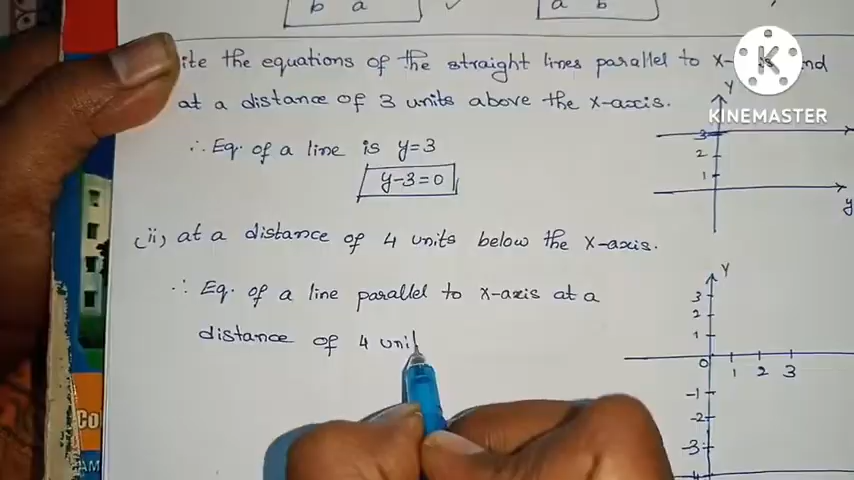 b a
a b
ite the equations of the straight lines parallel to x- and
at a distance of 3 units above the x-axis.
∴ Eq. of a line is y=3
y-3=0
(ii) at a distance of 4 units below the x-axis.
∴ Eq. of a line parallel to x-axis at a
distance of 4 unit
Y
3
2
1
y
Y
3
2
1
0 1 2 3
-1
-2
-3
KINEMASTER
Co
AM